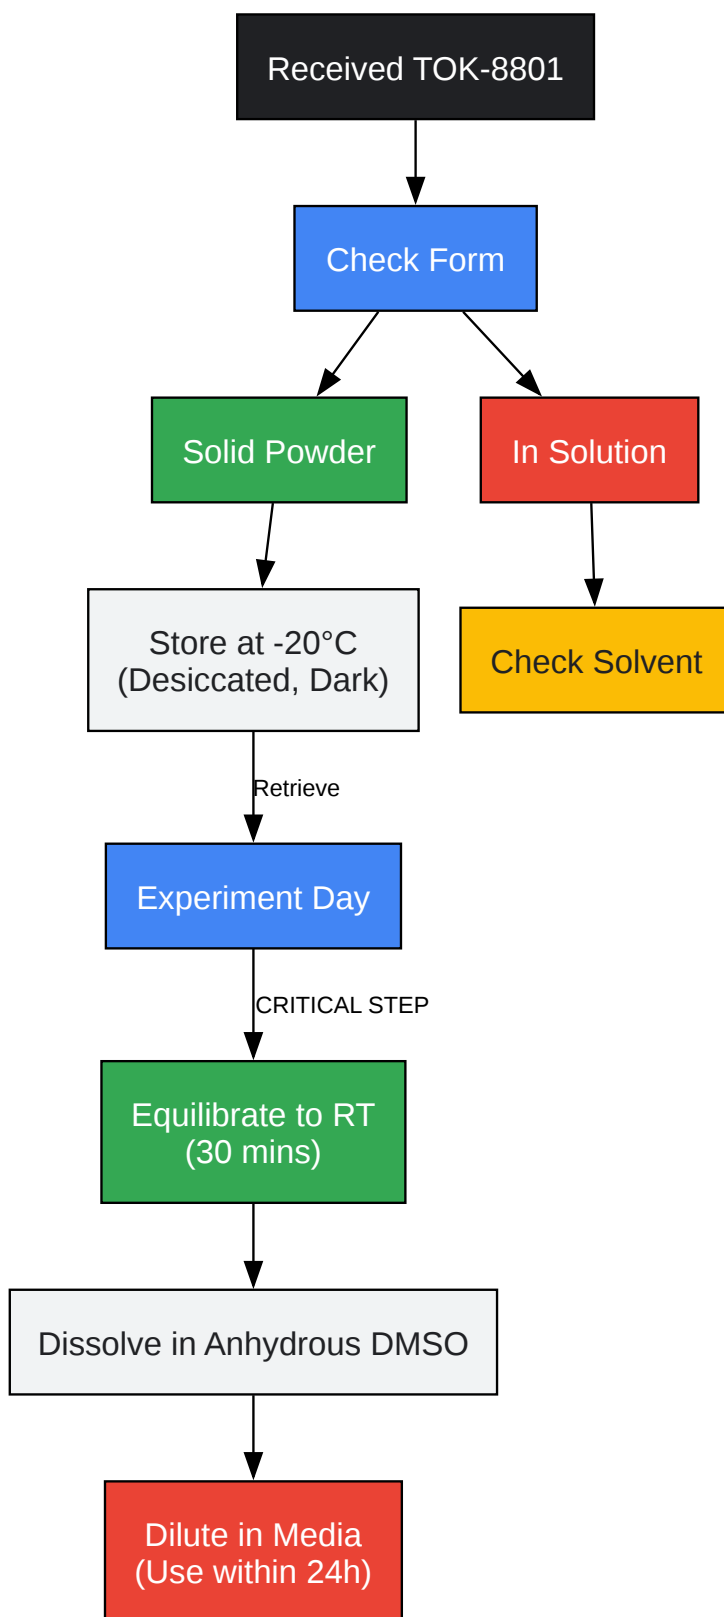 Received TOK-8801
Check Form
Solid Powder
In Solution
Store at -20°C
(Desiccated, Dark)
Check Solvent
Retrieve
Experiment Day
CRITICAL STEP
Equilibrate to RT
(30 mins)
Dissolve in Anhydrous DMSO
Dilute in Media
(Use within 24h)